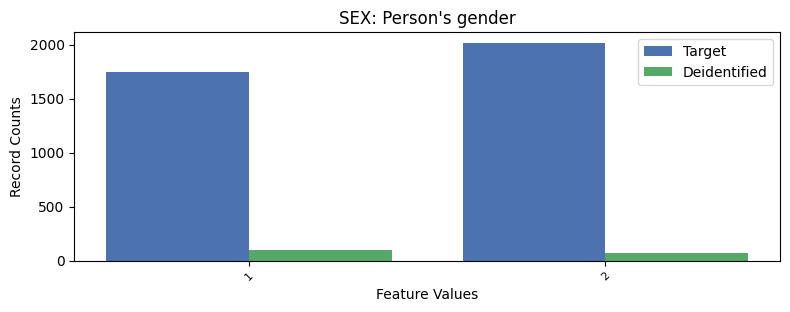 SEX: Person's gender
Target
Deidentified
Record Counts
2000
1500
1000
500
0
1
2
Feature Values